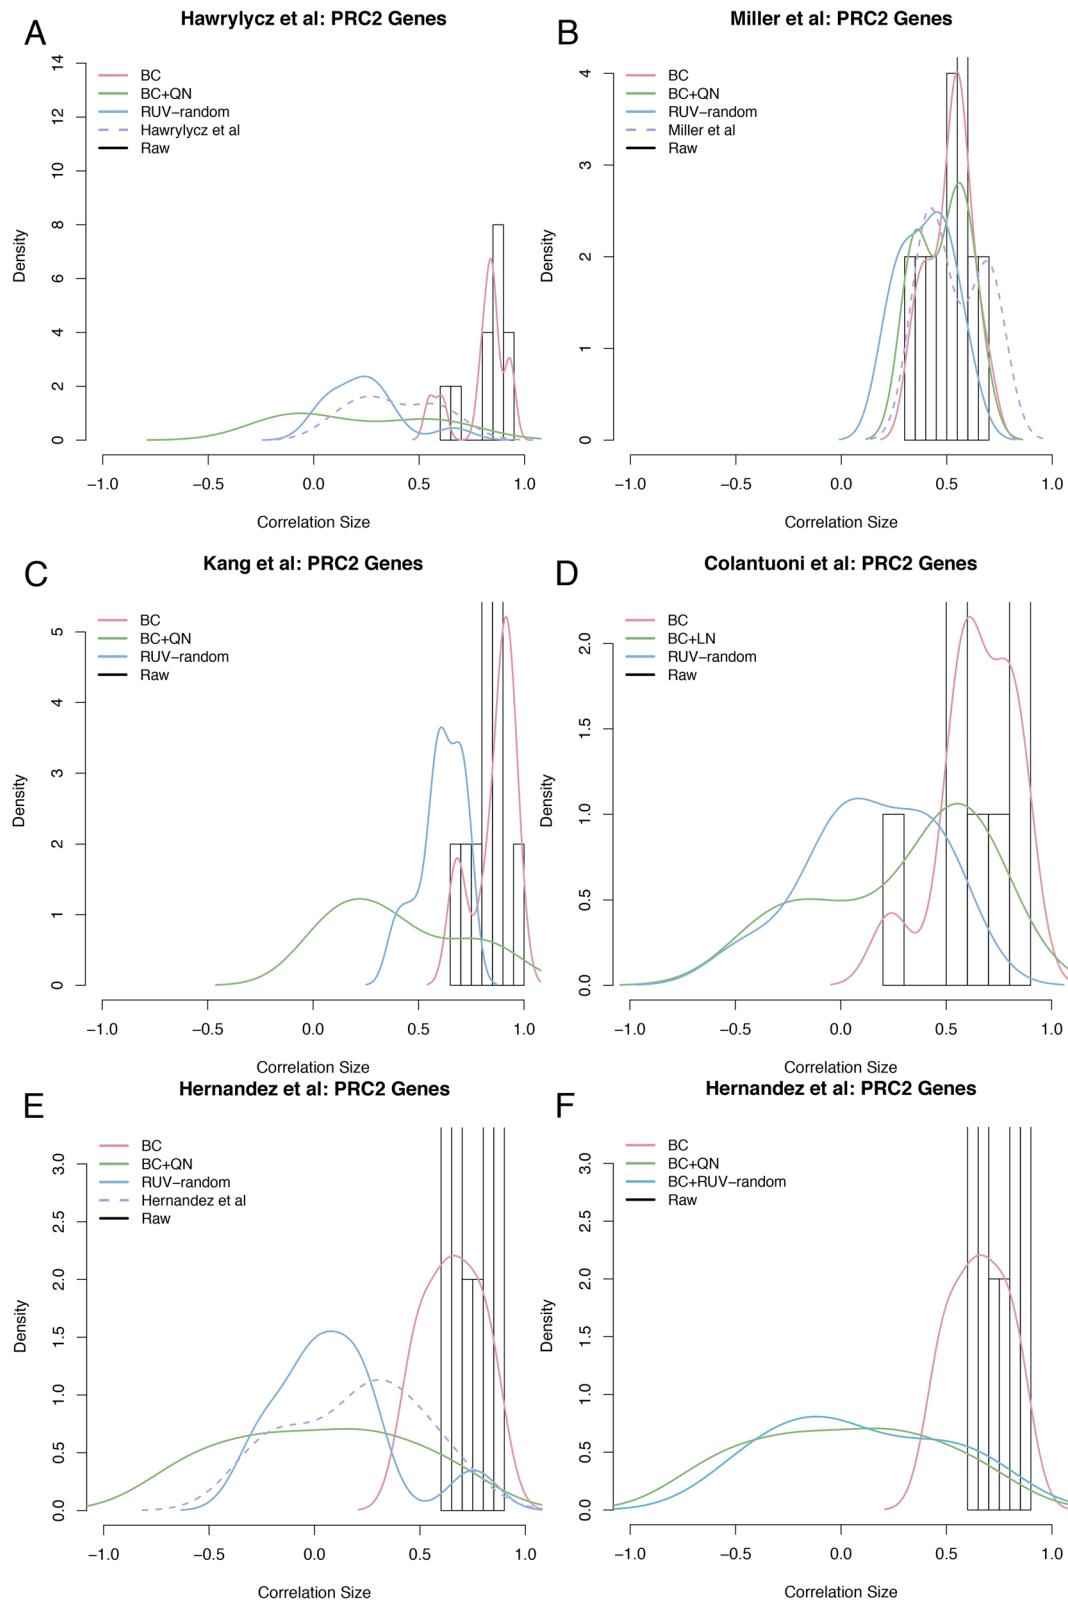 A
Hawrylycz et al: PRC2 Genes
BC
BC+QN
RUV−random
Hawrylycz et al
Raw
Density
0
2
4
6
8
10
12
14
−1.0
−0.5
0.0
0.5
1.0
Correlation Size
B
Miller et al: PRC2 Genes
BC
BC+QN
RUV−random
Miller et al
Raw
Density
0
1
2
3
4
−1.0
−0.5
0.0
0.5
1.0
Correlation Size
C
Kang et al: PRC2 Genes
BC
BC+QN
RUV−random
Raw
Density
0
1
2
3
4
5
−1.0
−0.5
0.0
0.5
1.0
Correlation Size
D
Colantuoni et al: PRC2 Genes
BC
BC+LN
RUV−random
Raw
Density
0.0
0.5
1.0
1.5
2.0
−1.0
−0.5
0.0
0.5
1.0
Correlation Size
E
Hernandez et al: PRC2 Genes
BC
BC+QN
RUV−random
Hernandez et al
Raw
Density
0.0
0.5
1.0
1.5
2.0
2.5
3.0
−1.0
−0.5
0.0
0.5
1.0
Correlation Size
F
Hernandez et al: PRC2 Genes
BC
BC+QN
BC+RUV−random
Raw
Density
0.0
0.5
1.0
1.5
2.0
2.5
3.0
−1.0
−0.5
0.0
0.5
1.0
Correlation Size